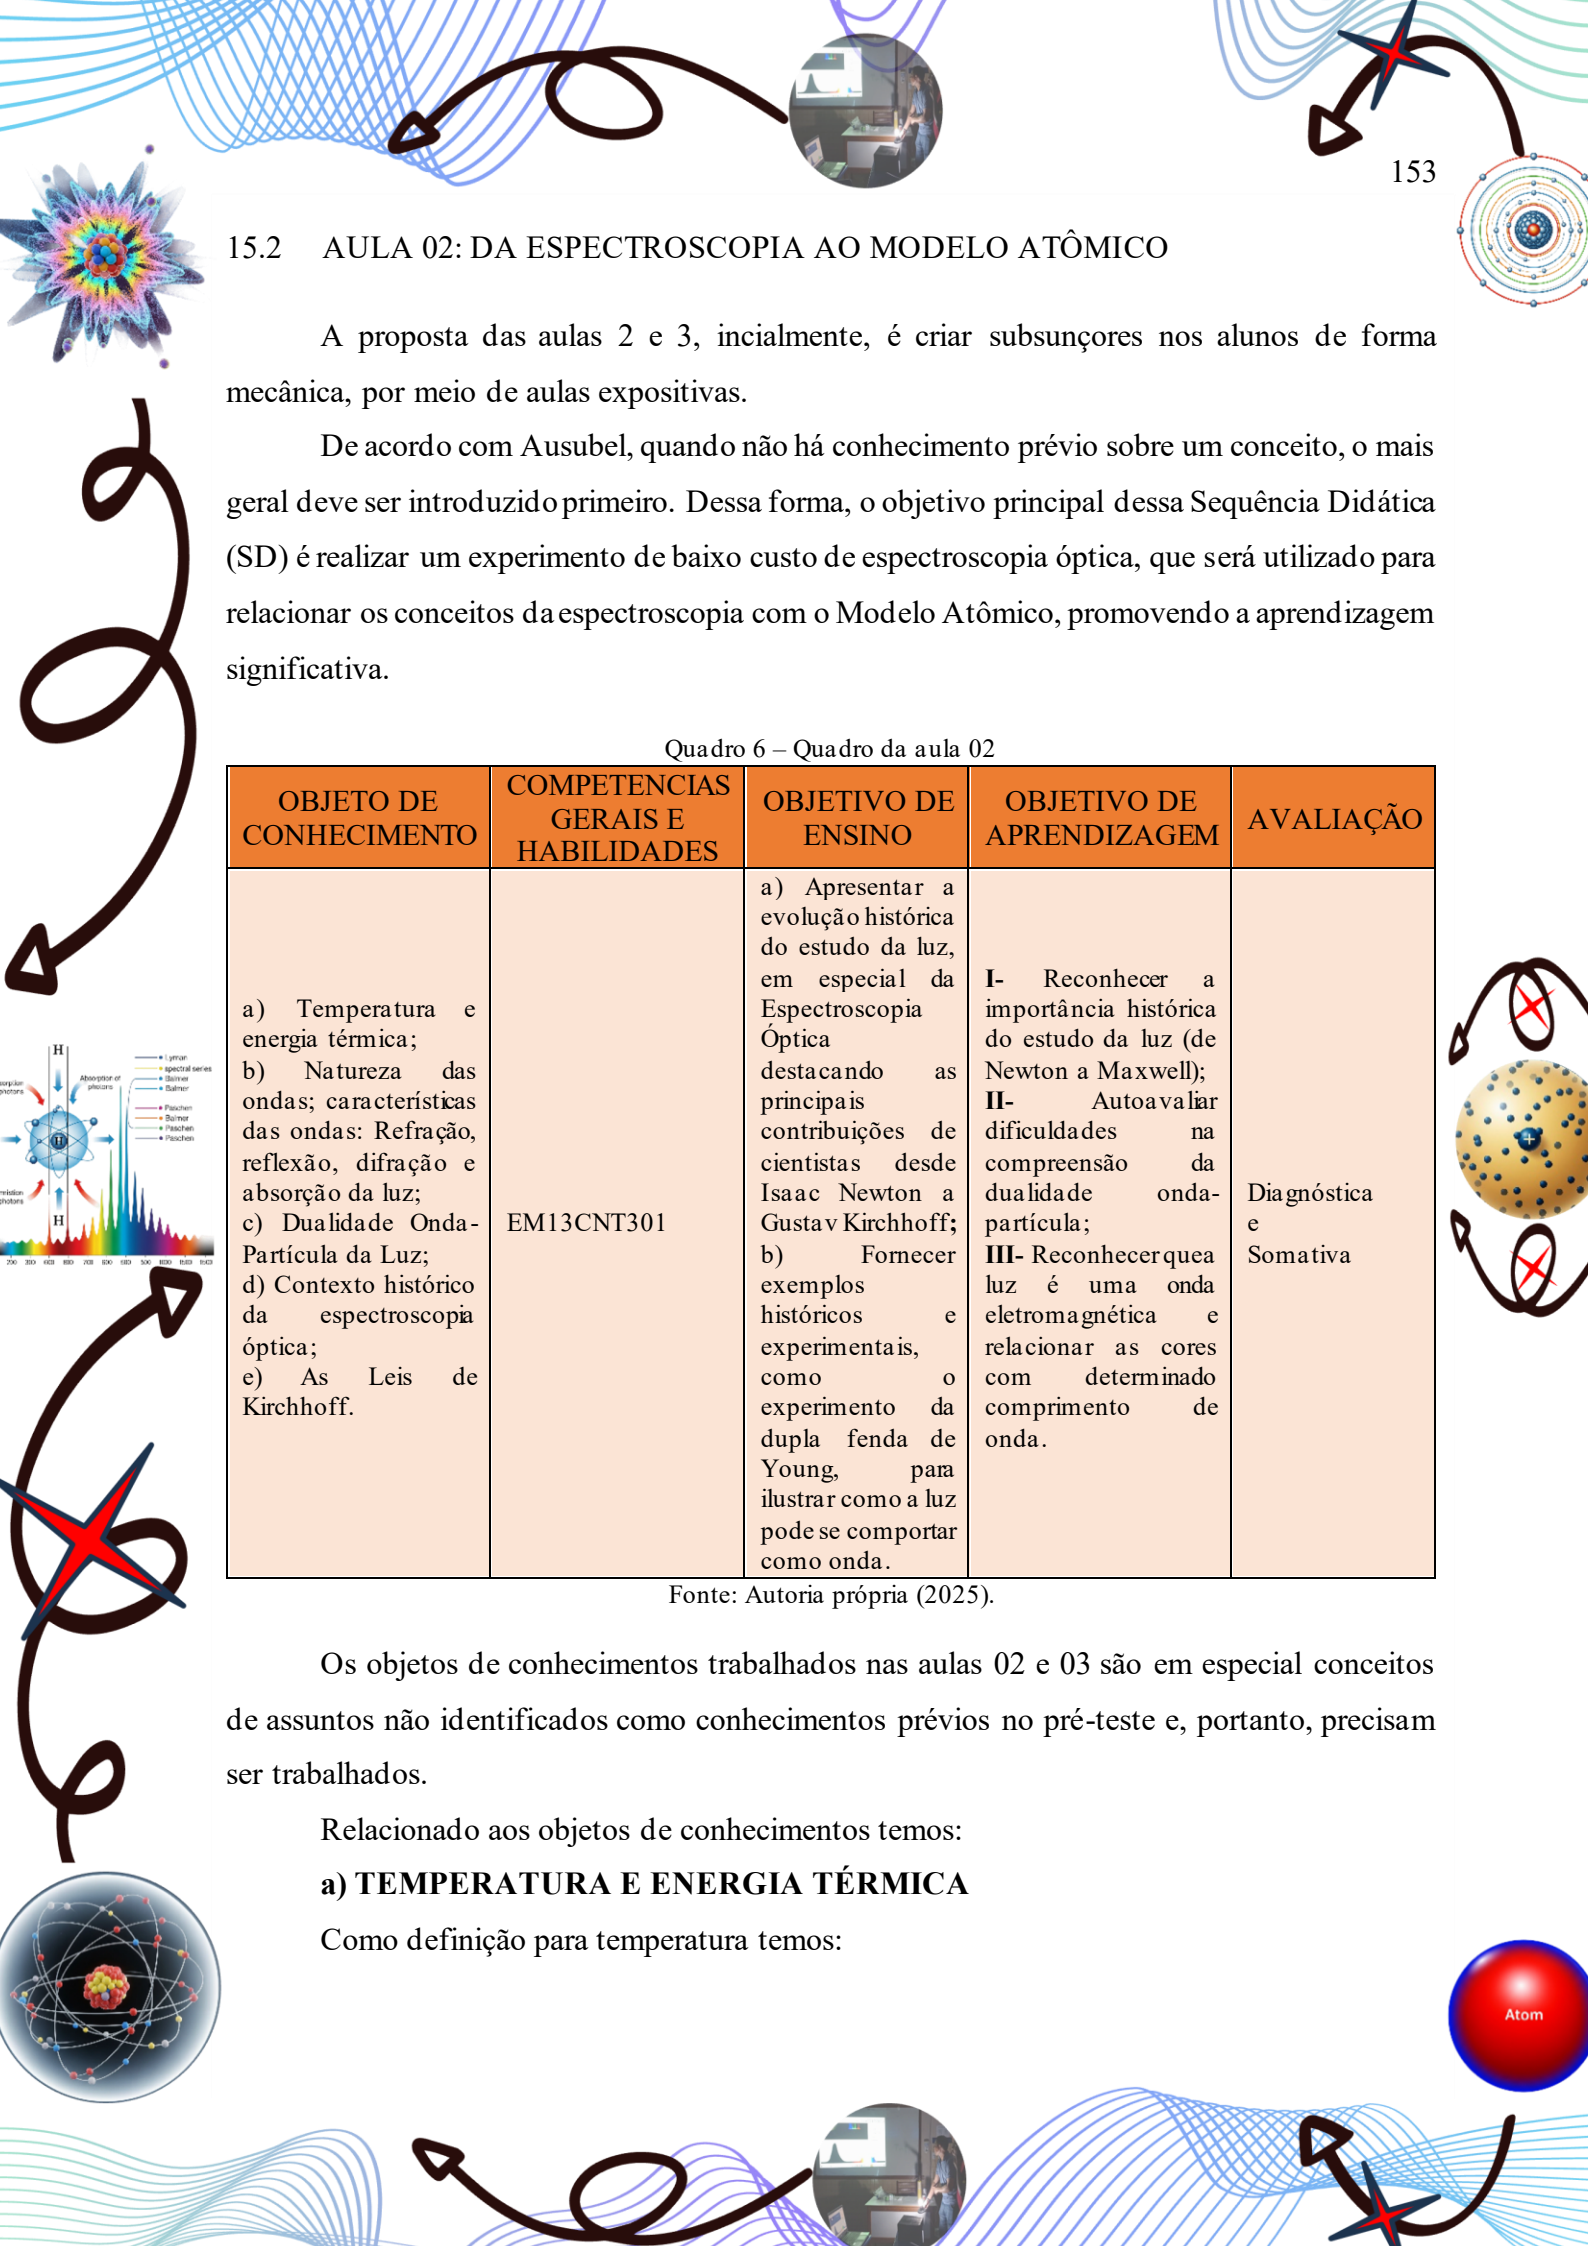 153
15.2 AULA 02: DA ESPECTROSCOPIA AO MODELO ATÔMICO
A proposta das aulas 2 e 3, incialmente, é criar subsunçores nos alunos de forma
mecânica, por meio de aulas expositivas.
De acordo com Ausubel, quando não há conhecimento prévio sobre um conceito, o mais
geral deve ser introduzido primeiro. Dessa forma, o objetivo principal dessa Sequência Didática
(SD) é realizar um experimento de baixo custo de espectroscopia óptica, que será utilizado para
relacionar os conceitos da espectroscopia com o Modelo Atômico, promovendo a aprendizagem
significativa.
Quadro 6 – Quadro da aula 02
OBJETO DE
CONHECIMENTO
COMPETENCIAS
GERAIS E
HABILIDADES
OBJETIVO DE
ENSINO
OBJETIVO DE
APRENDIZAGEM
AVALIAÇÃO
a) Temperatura e
energia térmica;
b) Natureza das
ondas; características
das ondas: Refração,
reflexão, difração e
absorção da luz;
c) Dualidade Onda-
Partícula da Luz;
d) Contexto histórico
da espectroscopia
óptica;
e) As Leis de
Kirchhoff.
EM13CNT301
a) Apresentar a
evolução histórica
do estudo da luz,
em especial da
Espectroscopia
Óptica
destacando as
principais
contribuições de
cientistas desde
Isaac Newton a
Gustav Kirchhoff;
b) Fornecer
exemplos
históricos e
experimentais,
como o
experimento da
dupla fenda de
Young, para
ilustrar como a luz
pode se comportar
como onda.
I- Reconhecer a
importância histórica
do estudo da luz (de
Newton a Maxwell);
II- Autoavaliar
dificuldades na
compreensão da
dualidade onda-
partícula;
III- Reconhecer que a
luz é uma onda
eletromagnética e
relacionar as cores
com determinado
comprimento de
onda.
Diagnóstica
e
Somativa
Fonte: Autoria própria (2025).
Os objetos de conhecimentos trabalhados nas aulas 02 e 03 são em especial conceitos
de assuntos não identificados como conhecimentos prévios no pré-teste e, portanto, precisam
ser trabalhados.
Relacionado aos objetos de conhecimentos temos:
a) TEMPERATURA E ENERGIA TÉRMICA
Como definição para temperatura temos:
H
Absorption of
photons
Lyman
spectral series
Balmer
Balmer
Paschen
Balmer
Paschen
Paschen
H
H
Atom